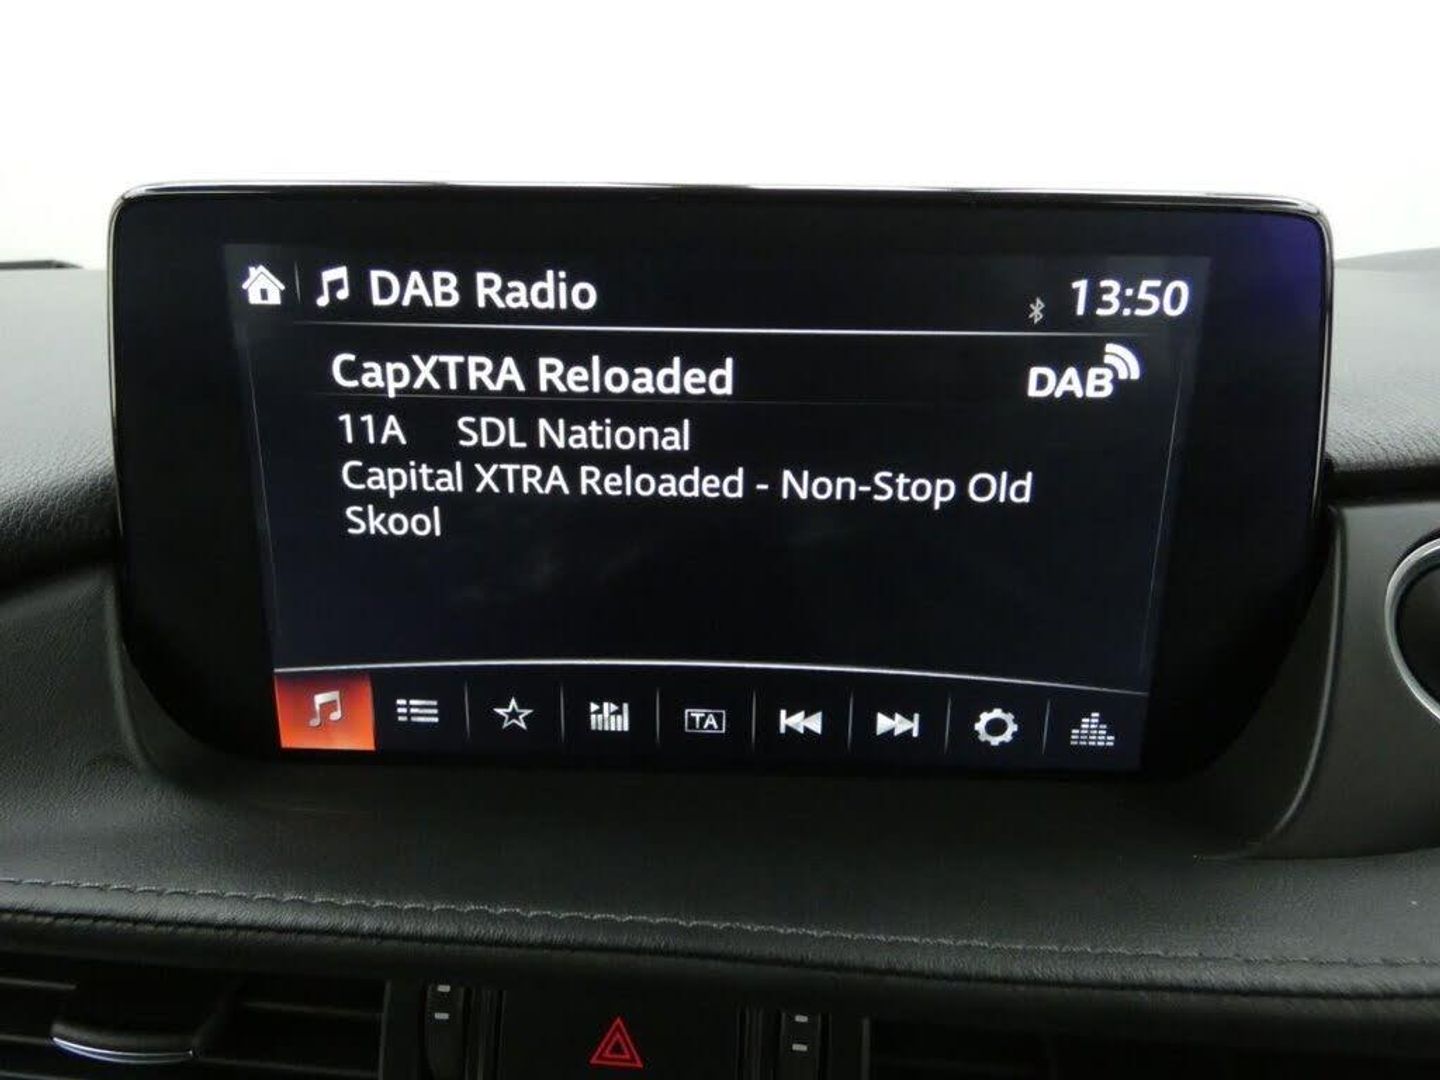 DAB Radio
13:50
CapXTRA Reloaded
DAB
11A SDL National
Capital XTRA Reloaded - Non-Stop Old
Skool
TA